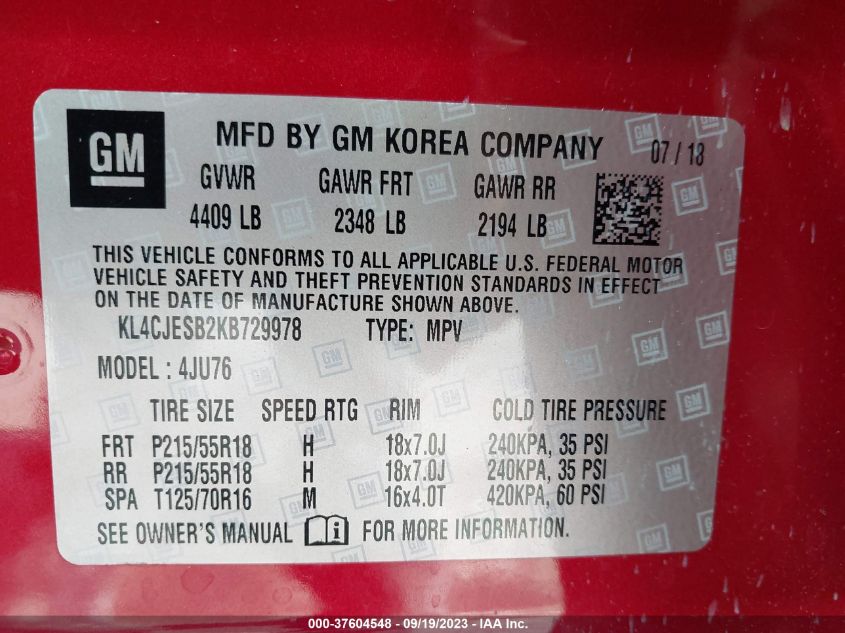 GM
MFD BY GM KOREA COMPANY 07/18
GVWR GAWR FRT GAWR RR
4409 LB 2348 LB 2194 LB
THIS VEHICLE CONFORMS TO ALL APPLICABLE U.S. FEDERAL MOTOR
VEHICLE SAFETY AND THEFT PREVENTION STANDARDS IN EFFECT
ON THE DATE OF MANUFACTURE SHOWN ABOVE.
KL4CJESB2KB729978 TYPE: MPV
MODEL : 4JU76
TIRE SIZE SPEED RTG RIM COLD TIRE PRESSURE
FRT P215/55R18 H 18x7.0J 240KPA, 35 PSI
RR P215/55R18 H 18x7.0J 240KPA, 35 PSI
SPA T125/70R16 M 16x4.0T 420KPA, 60 PSI
SEE OWNER'S MANUAL i FOR MORE INFORMATION.
000-37604548 - 09/19/2023 - IAA Inc.